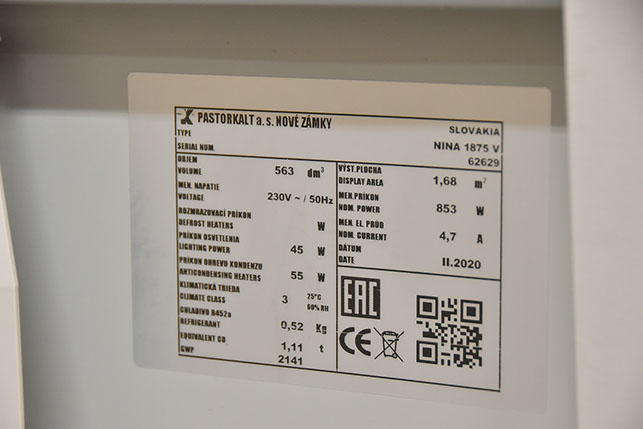 PASTORKALT a. s. NOVÉ ZÁMKY
SLOVAKIA
TYPE NINA 1875 V
SERIAL NUM. 62629
OBJEM
VOLUME 563 dm³
MEN. NAPATIE
VOLTAGE 230V ~ / 50Hz
ROZMRAZOVACÍ PRÍKON
DEFROST HEATERS W
PRÍKON OSVETLENIA
LIGHTING POWER 45 W
PRÍKON OHREVU KONDENZU
ANTICONDENSING HEATERS 55 W
KLIMATICKÁ TRIEDA
CLIMATE CLASS 3 25°C 60% RH
CHLADIVO R452a
REFRIGERANT 0,52 Kg
EQUIVALENT CO 1,11 t
GWP 2141
VÝST. PLOCHA
DISPLAY AREA 1,68 m²
MEN. PRÍKON
NOM. POWER 853 W
MEN. EL. PRÚD
NOM. CURRENT 4,7 A
DÁTUM
DATE II.2020
EAC
CE